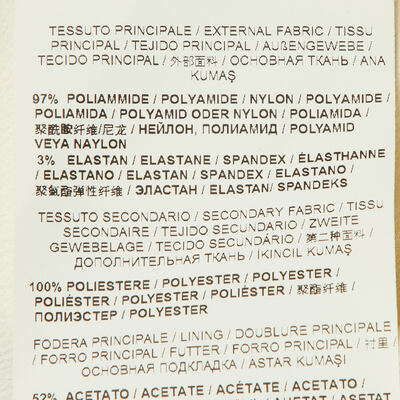 TESSUTO PRINCIPALE / EXTERNAL FABRIC / TISSU
PRINCIPAL / TEJIDO PRINCIPAL / AUßENGEWEBE /
TECIDO PRINCIPAL / 外部面料 / ОСНОВНАЯ ТКАНЬ / ANA
KUMAŞ
97% POLIAMMIDE / POLYAMIDE / NYLON / POLYAMIDE /
POLIAMIDA / POLYAMID ODER NYLON / POLIAMIDA /
聚酰胺纤维/尼龙 / НЕЙЛОН, ПОЛИАМИД / POLYAMID
VEYA NAYLON
3% ELASTAN / ELASTANE / SPANDEX / ÉLASTHANNE
/ ELASTANO / ELASTAN / SPANDEX / ELASTANO /
聚氨酯弹性纤维 / ЭЛАСТАН / ELASTAN/ SPANDEKS
TESSUTO SECONDARIO / SECONDARY FABRIC / TISSU
SECONDAIRE / TEJIDO SECUNDARIO / ZWEITE
GEWEBELAGE / TECIDO SECUNDÁRIO / 第二种面料 /
ДОПОЛНИТЕЛЬНАЯ ТКАНЬ / IKINCIL KUMAŞ
100% POLIESTERE / POLYESTER / POLYESTER /
POLIÉSTER / POLYESTER / POLIÉSTER / 聚酯纤维 /
ПОЛИЭСТЕР / POLYESTER
FODERA PRINCIPALE / LINING / DOUBLURE PRINCIPALE
/ FORRO PRINCIPAL / FUTTER / FORRO PRINCIPAL / 衬里 /
ОСНОВНАЯ ПОДКЛАДКА / ASTAR KUMAŞI
52% ACETATO / ACETATE / ACÉTATE / ACETATO /